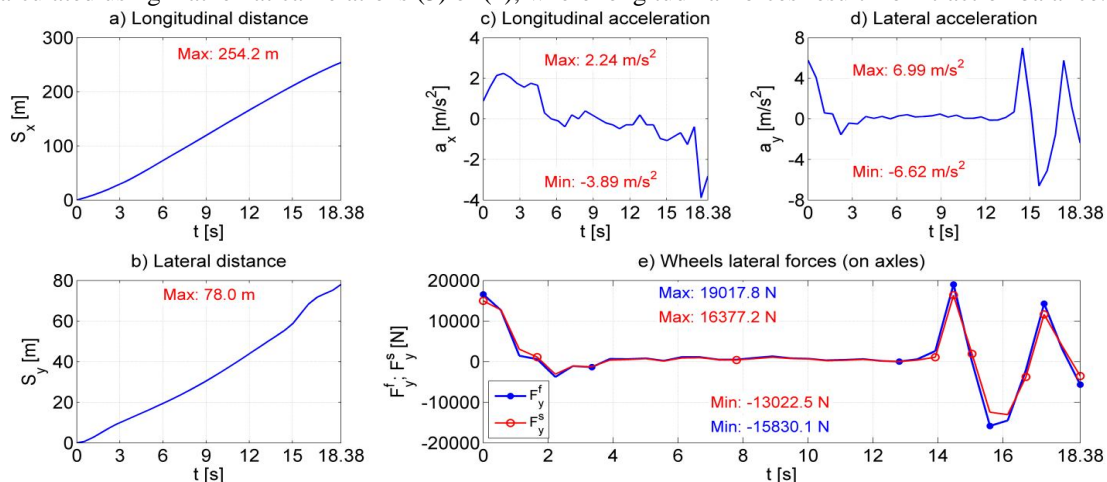 a) Longitudinal distance
300
200
100
0
S_x [m]
Max: 254.2 m
0 3 6 9 12 15 18.38
t [s]
c) Longitudinal acceleration
4
2
0
-2
-4
a_x [m/s²]
Max: 2.24 m/s²
Min: -3.89 m/s²
0 3 6 9 12 15 18.38
t [s]
d) Lateral acceleration
8
4
0
-4
-8
a_y [m/s²]
Max: 6.99 m/s²
Min: -6.62 m/s²
0 3 6 9 12 15 18.38
t [s]
b) Lateral distance
80
60
40
20
0
S_y [m]
Max: 78.0 m
0 3 6 9 12 15 18.38
t [s]
e) Wheels lateral forces (on axles)
20000
10000
0
-10000
-20000
F_y^f; F_y^s [N]
Max: 19017.8 N
Max: 16377.2 N
F_y^f
F_y^s
Min: -13022.5 N
Min: -15830.1 N
0 2 4 6 8 10 12 14 16 18.38
t [s]